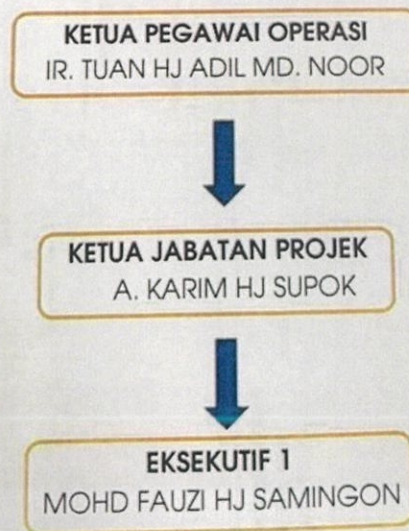 KETUA PEGAWAI OPERASI
IR. TUAN HJ ADIL MD. NOOR
KETUA JABATAN PROJEK
A. KARIM HJ SUPOK
EKSEKUTIF 1
MOHD FAUZI HJ SAMINGON